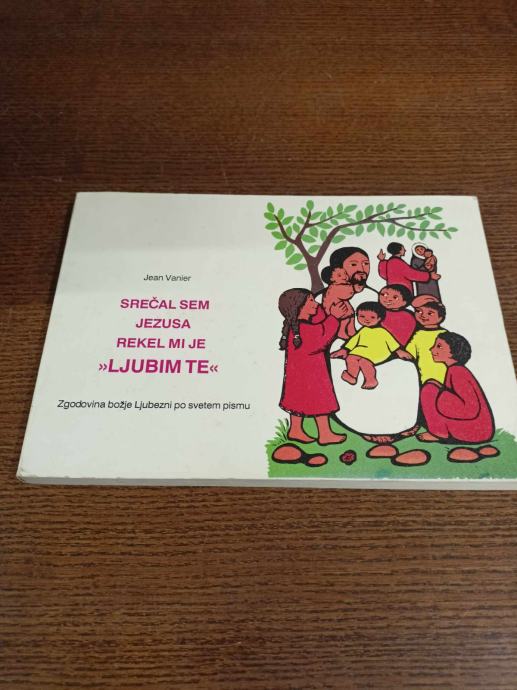 Jean Vanier
SREČAL SEM
JEZUSA
REKEL MI JE
»LJUBIM TE«
Zgodovina božje Ljubezni po svetem pismu